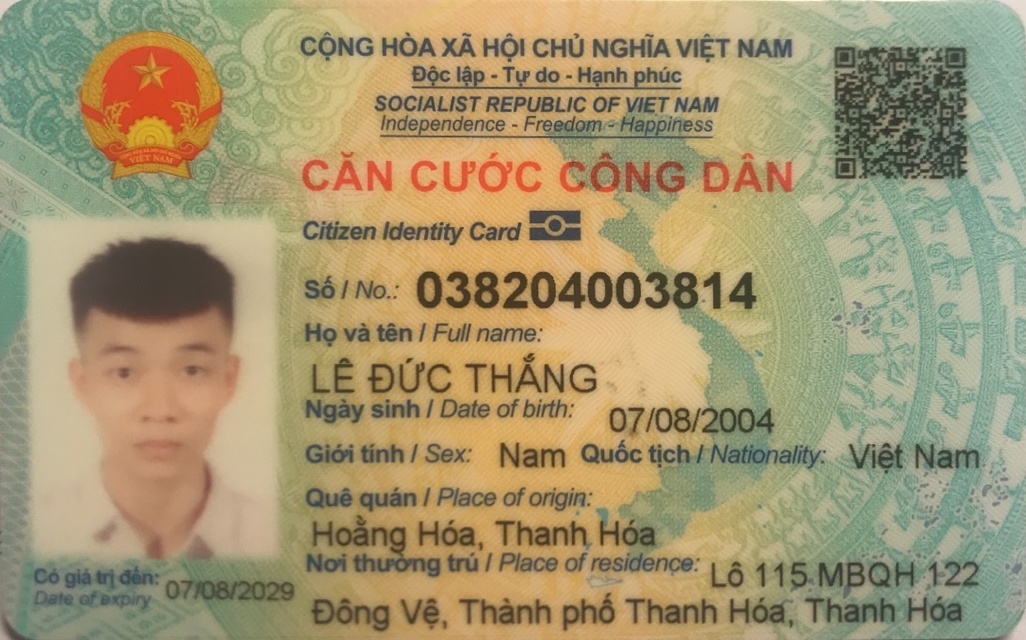 CỘNG HÒA XÃ HỘI CHỦ NGHĨA VIỆT NAM
Độc lập - Tự do - Hạnh phúc
SOCIALIST REPUBLIC OF VIET NAM
Independence - Freedom - Happiness
CĂN CƯỚC CÔNG DÂN
Citizen Identity Card
Số / No.: 038204003814
Họ và tên / Full name:
LÊ ĐỨC THẮNG
Ngày sinh / Date of birth: 07/08/2004
Giới tính / Sex: Nam Quốc tịch / Nationality: Việt Nam
Quê quán / Place of origin:
Hoằng Hóa, Thanh Hóa
Nơi thường trú / Place of residence: Lô 115 MBQH 122
Đông Vệ, Thành phố Thanh Hóa, Thanh Hóa
Có giá trị đến: 07/08/2029
Date of expiry
VIỆT NAM